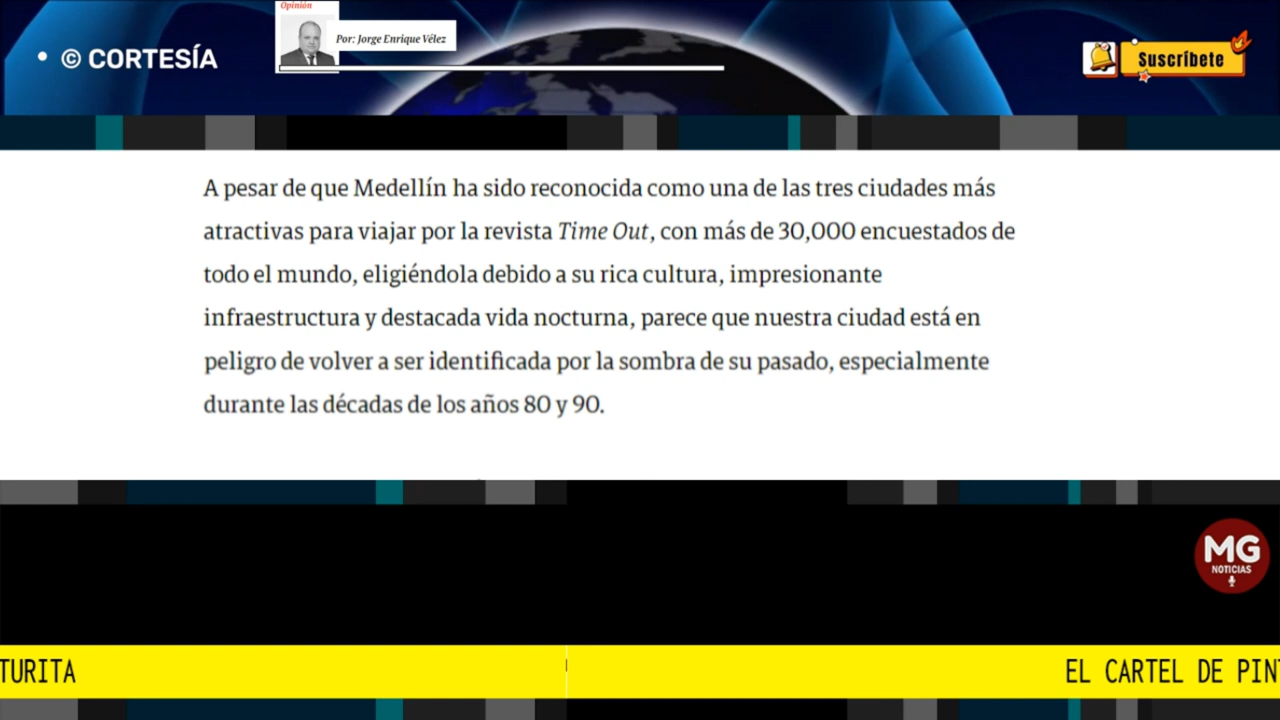 Opinión
Por: Jorge Enrique Vélez
• © CORTESÍA
Suscríbete
A pesar de que Medellín ha sido reconocida como una de las tres ciudades más
atractivas para viajar por la revista Time Out, con más de 30,000 encuestados de
todo el mundo, eligiéndola debido a su rica cultura, impresionante
infraestructura y destacada vida nocturna, parece que nuestra ciudad está en
peligro de volver a ser identificada por la sombra de su pasado, especialmente
durante las décadas de los años 80 y 90.
MG
NOTICIAS
TURITA
EL CARTEL DE PIN